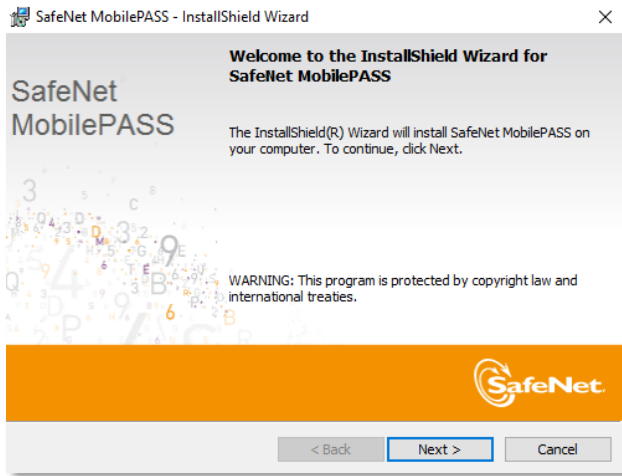 SafeNet MobilePASS - InstallShield Wizard
Welcome to the InstallShield Wizard for
SafeNet MobilePASS
SafeNet
MobilePASS
The InstallShield(R) Wizard will install SafeNet MobilePASS on
your computer. To continue, click Next.
WARNING: This program is protected by copyright law and
international treaties.
SafeNet.
< Back
Next >
Cancel